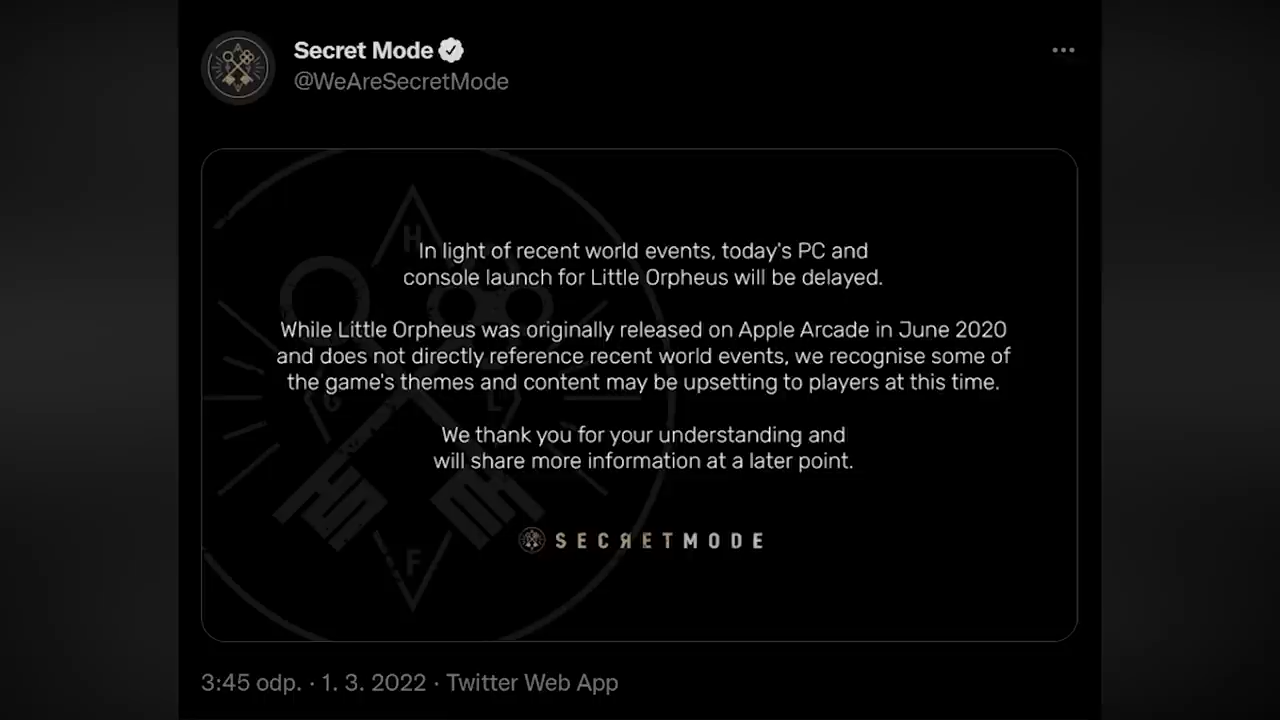 Secret Mode
@WeAreSecretMode
In light of recent world events, today's PC and
console launch for Little Orpheus will be delayed.
While Little Orpheus was originally released on Apple Arcade in June 2020
and does not directly reference recent world events, we recognise some of
the game's themes and content may be upsetting to players at this time.
We thank you for your understanding and
will share more information at a later point.
SECЯETMODE
3:45 odp. · 1. 3. 2022 · Twitter Web App